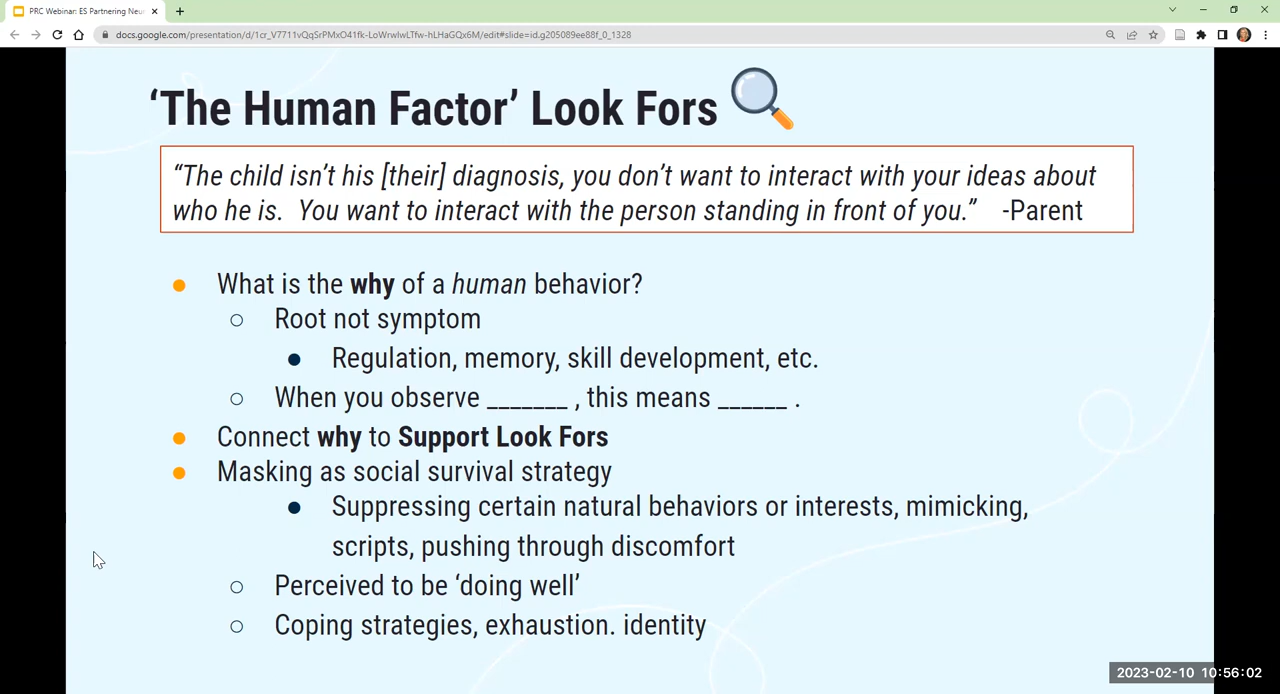 PRC Webinar: ES Partnering Neu
docs.google.com/presentation/d/1cr_V7711vQqSrPMxO41fk-LoWrwlwLTfw-hLHaGQx6M/edit#slide=id.g205089ee88f_0_1328
‘The Human Factor’ Look Fors
“The child isn’t his [their] diagnosis, you don’t want to interact with your ideas about
who he is. You want to interact with the person standing in front of you.” -Parent
What is the why of a human behavior?
Root not symptom
Regulation, memory, skill development, etc.
When you observe _______ , this means ______ .
Connect why to Support Look Fors
Masking as social survival strategy
Suppressing certain natural behaviors or interests, mimicking,
scripts, pushing through discomfort
Perceived to be ‘doing well’
Coping strategies, exhaustion. identity
2023-02-10 10:56:02